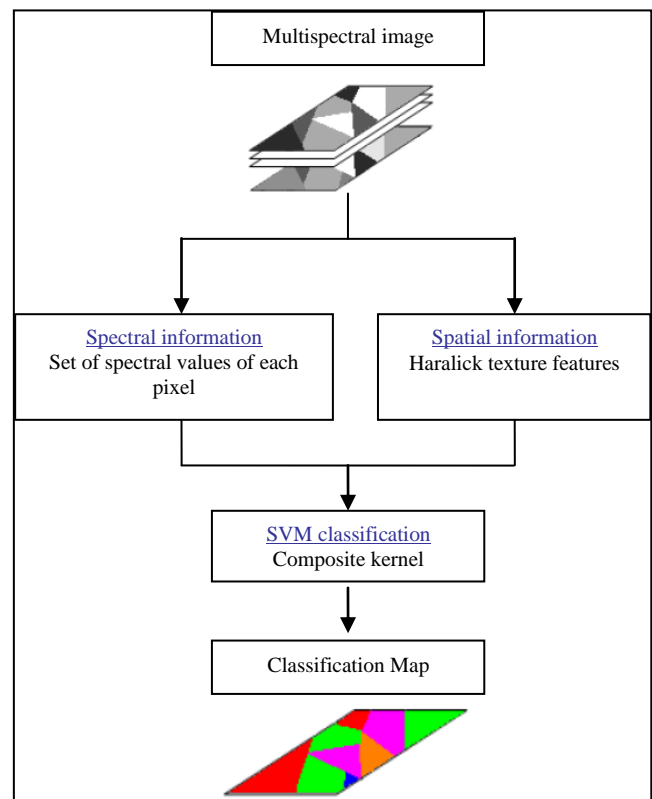 Multispectral image
Spectral information
Set of spectral values of each
pixel
Spatial information
Haralick texture features
SVM classification
Composite kernel
Classification Map